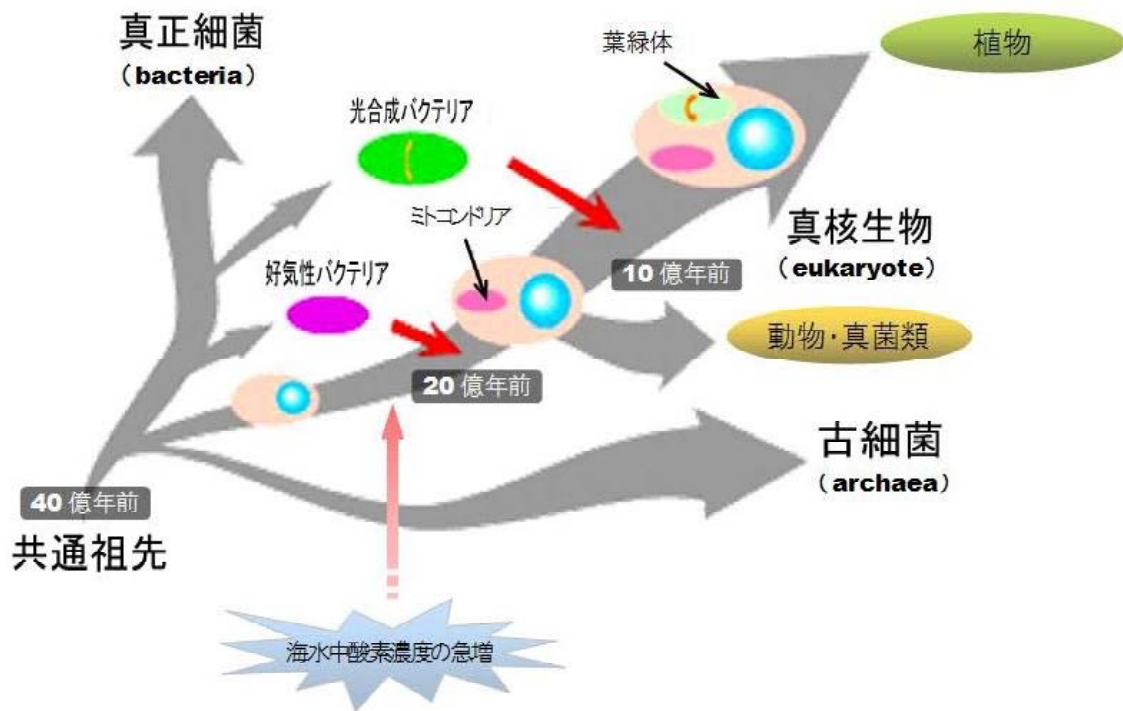 真正細菌
（bacteria）
葉緑体
植物
光合成バクテリア
ミトコンドリア
真核生物
（eukaryote）
好気性バクテリア
10 億年前
動物・真菌類
20 億年前
古細菌
（archaea）
40 億年前
共通祖先
海水中酸素濃度の急増